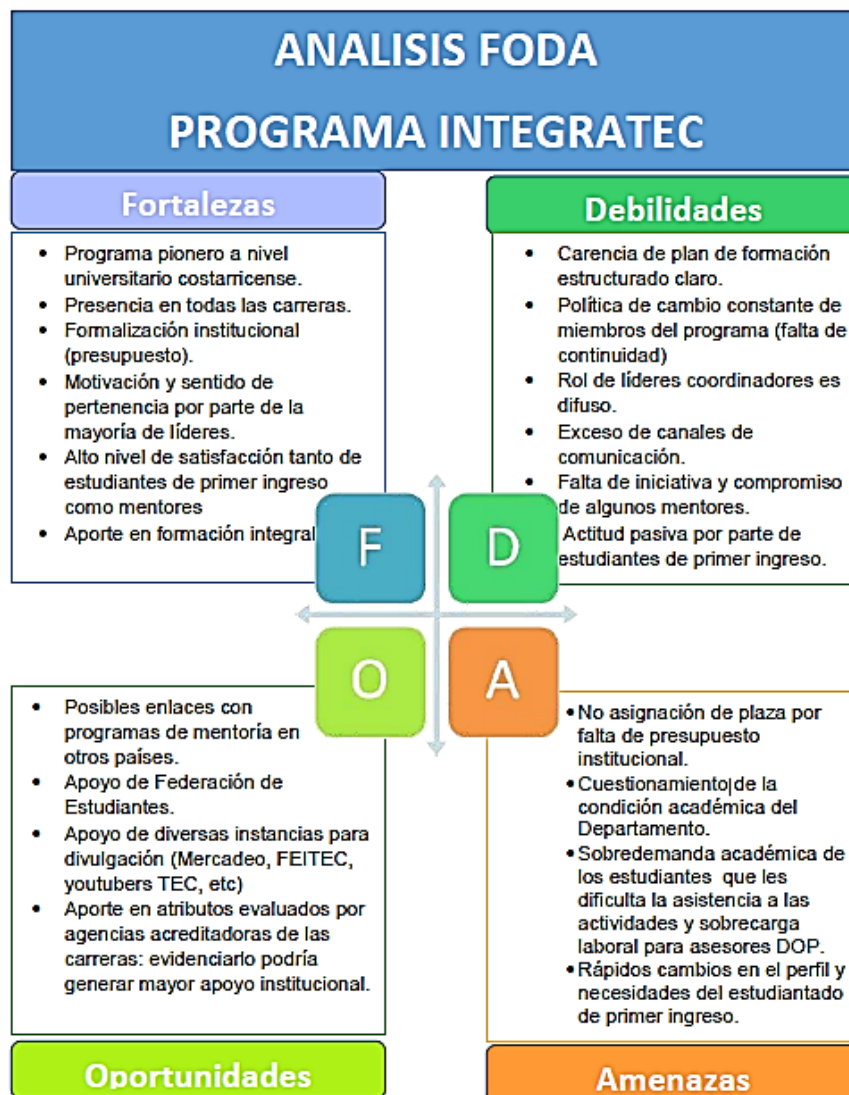 ANALISIS FODA
PROGRAMA INTEGRATEC
Fortalezas
• Programa pionero a nivel
universitario costarricense.
• Presencia en todas las carreras.
• Formalización institucional
(presupuesto).
• Motivación y sentido de
pertenencia por parte de la
mayoría de líderes.
• Alto nivel de satisfacción tanto de
estudiantes de primer ingreso
como mentores
• Aporte en formación integral
Debilidades
• Carencia de plan de formación
estructurado claro.
• Política de cambio constante de
miembros del programa (falta de
continuidad)
• Rol de líderes coordinadores es
difuso.
• Exceso de canales de
comunicación.
• Falta de iniciativa y compromiso
de algunos mentores.
Actitud pasiva por parte de
estudiantes de primer ingreso.
F
D
O
A
• Posibles enlaces con
programas de mentoría en
otros países.
• Apoyo de Federación de
Estudiantes.
• Apoyo de diversas instancias para
divulgación (Mercadeo, FEITEC,
youtubers TEC, etc)
• Aporte en atributos evaluados por
agencias acreditadoras de las
carreras: evidenciarlo podría
generar mayor apoyo institucional.
Oportunidades
• No asignación de plaza por
falta de presupuesto
institucional.
• Cuestionamiento|de la
condición académica del
Departamento.
• Sobredemanda académica de
los estudiantes que les
dificulta la asistencia a las
actividades y sobrecarga
laboral para asesores DOP.
• Rápidos cambios en el perfil y
necesidades del estudiantado
de primer ingreso.
Amenazas